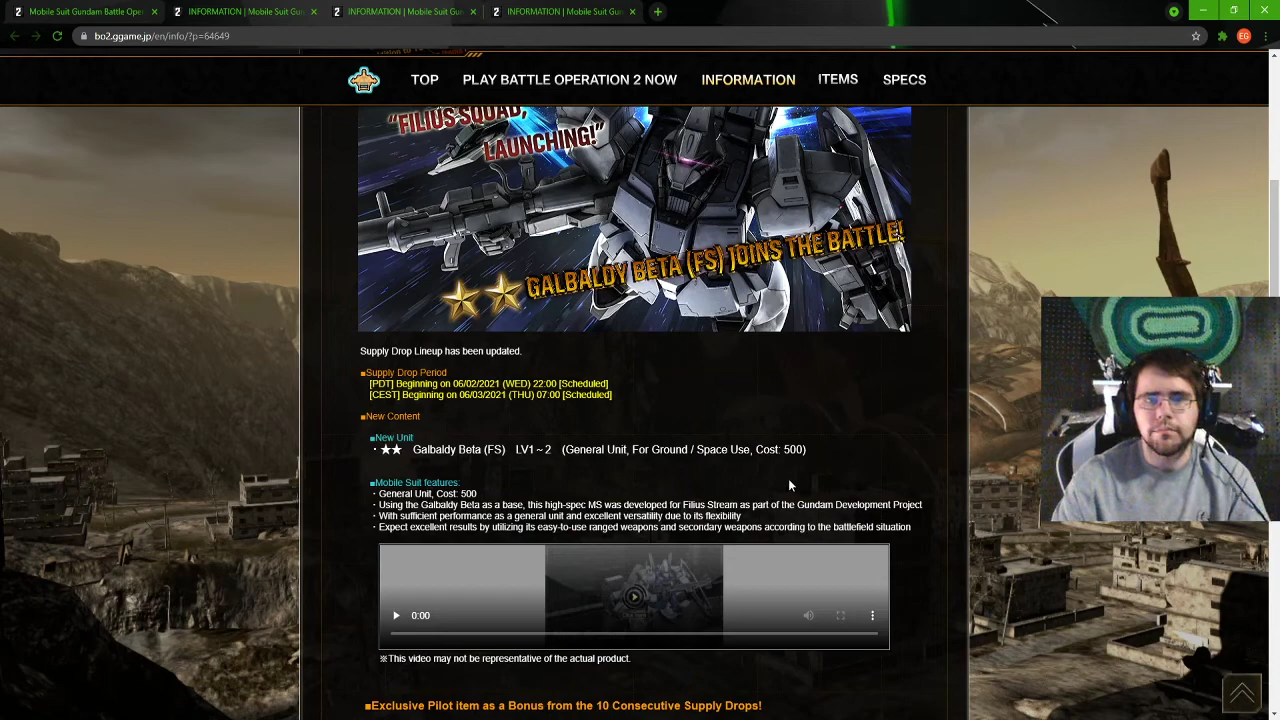 Mobile Suit Gundam Battle Ope
INFORMATION | Mobile Suit Gun
INFORMATION | Mobile Suit Gu
INFORMATION | Mobile Suit Gu
bo2.ggame.jp/en/info/?p=64649
EG
TOP
PLAY BATTLE OPERATION 2 NOW
INFORMATION
ITEMS
SPECS
"FILIUS SQUAD,
LAUNCHING!"
★★ GALBALDY BETA (FS) JOINS THE BATTLE!
Supply Drop Lineup has been updated.
■Supply Drop Period
[PDT] Beginning on 06/02/2021 (WED) 22:00 [Scheduled]
[CEST] Beginning on 06/03/2021 (THU) 07:00 [Scheduled]
■New Content
■New Unit
・★★　Galbaldy Beta (FS)　LV1～2　(General Unit, For Ground / Space Use, Cost: 500)
■Mobile Suit features:
・General Unit, Cost: 500
・Using the Galbaldy Beta as a base, this high-spec MS was developed for Filius Stream as part of the Gundam Development Project
・With sufficient performance as a general unit and excellent versatility due to its flexibility
・Expect excellent results by utilizing its easy-to-use ranged weapons and secondary weapons according to the battlefield situation
0:00
※This video may not be representative of the actual product.
■Exclusive Pilot item as a Bonus from the 10 Consecutive Supply Drops!